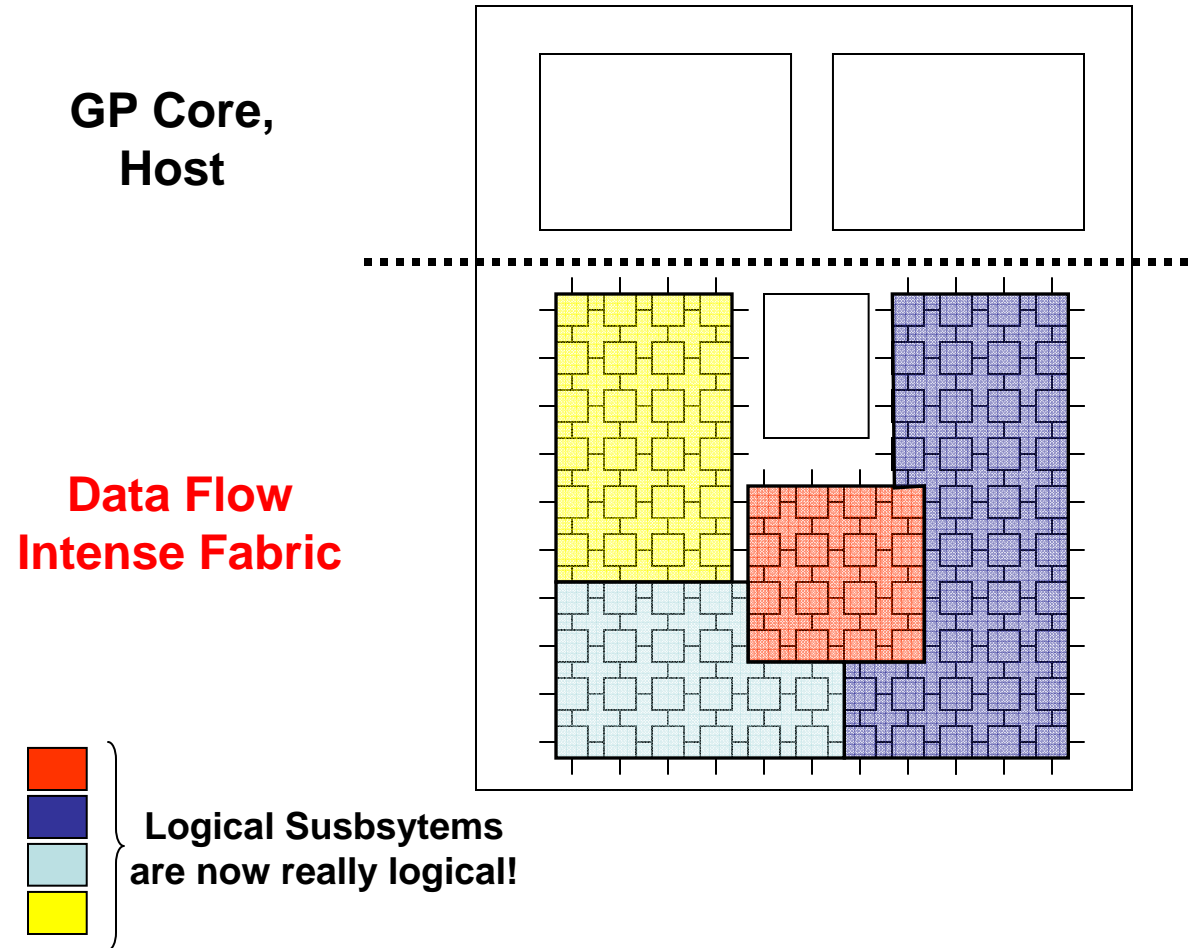 GP Core,
Host
Data Flow
Intense Fabric
Logical Susbsytems
are now really logical!